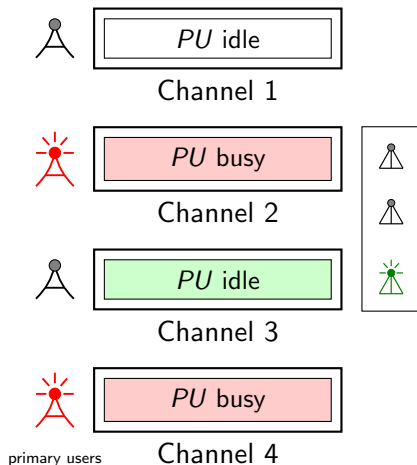 PU idle
Channel 1
PU busy
Channel 2
PU idle
Channel 3
PU busy
primary users
Channel 4